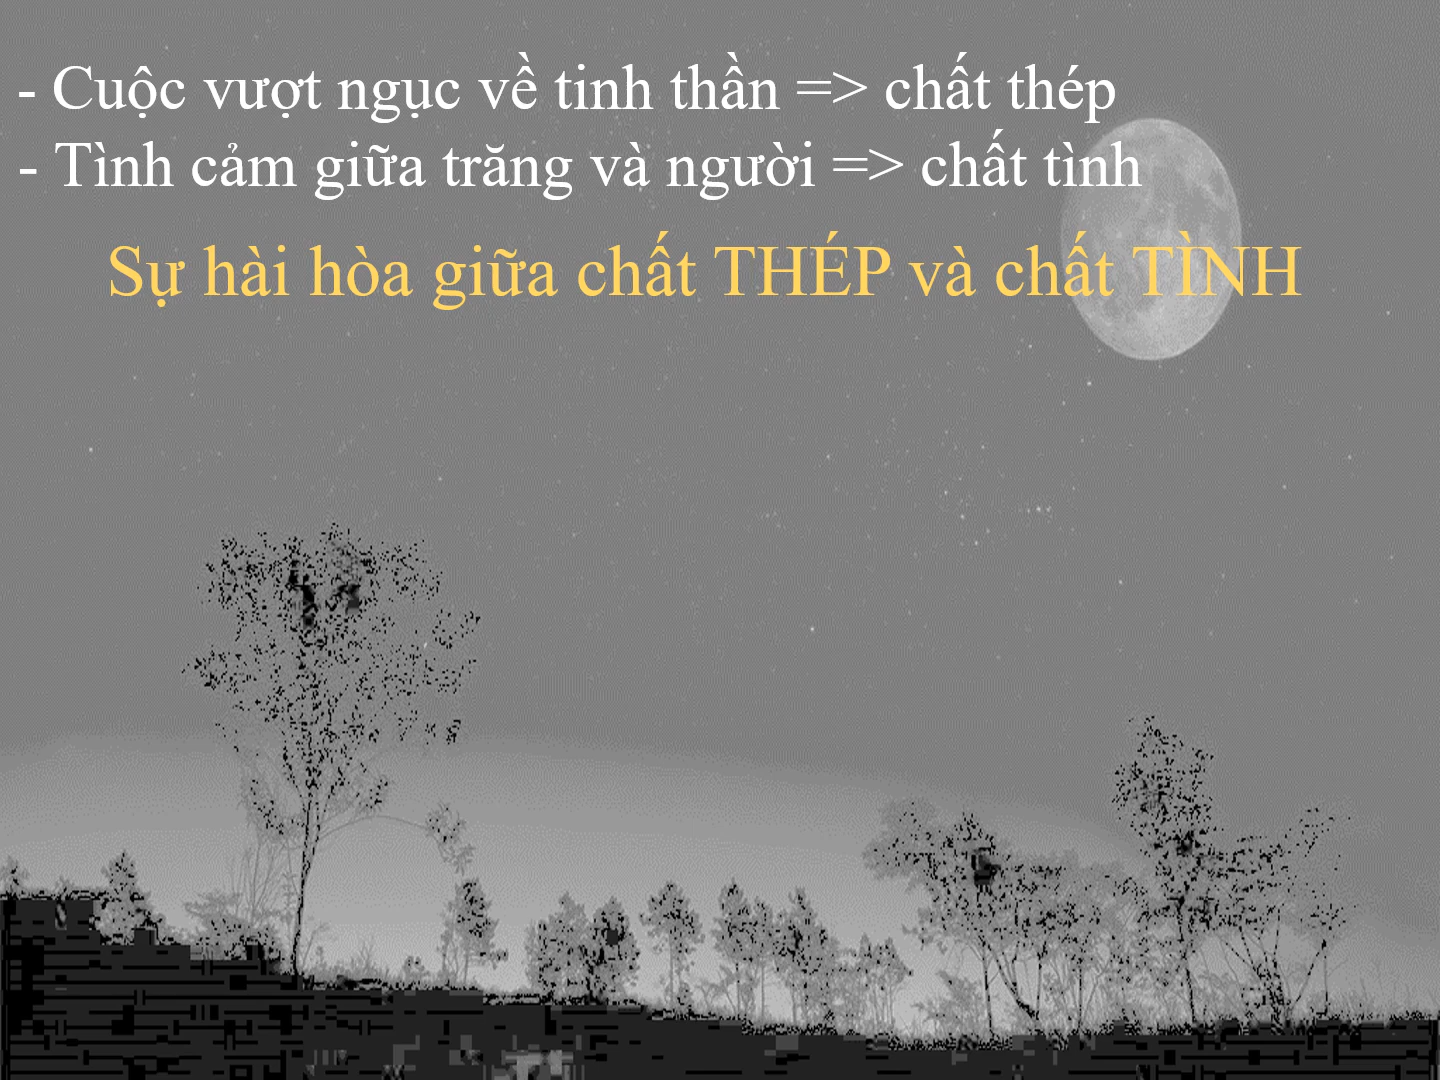 - Cuộc vượt ngục về tinh thần => chất thép
- Tình cảm giữa trăng và người => chất tình
Sự hài hòa giữa chất THÉP và chất TÌNH